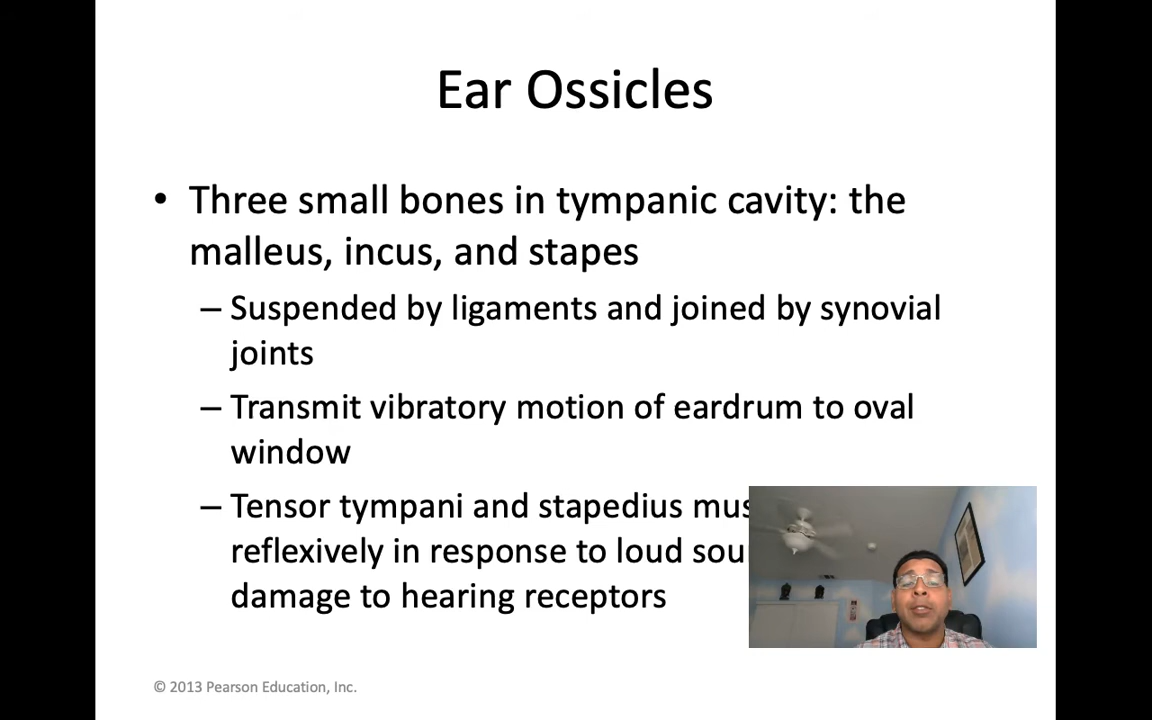 Ear Ossicles
• Three small bones in tympanic cavity: the
malleus, incus, and stapes
– Suspended by ligaments and joined by synovial
joints
– Transmit vibratory motion of eardrum to oval
window
– Tensor tympani and stapedius
reflexively in response to loud
damage to hearing receptors
© 2013 Pearson Education, Inc.